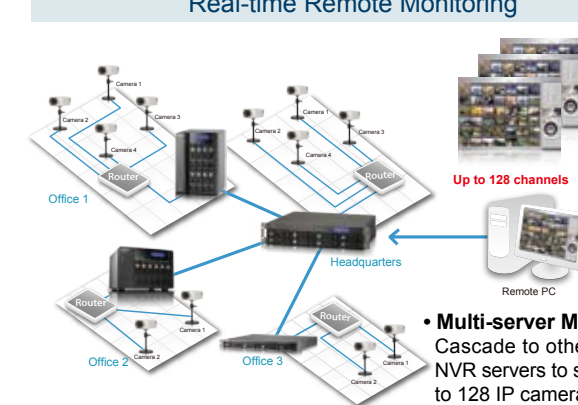 Real-time Remote Monitoring
Camera 1
Camera 2
Camera 3
Camera 4
Router
Office 1
Camera 1
Camera 2
Camera 3
Camera 4
Router
Up to 128 channels
Headquarters
Remote PC
Router
Camera 1
Camera 2
Office 2
Office 3
Router
Camera 1
Camera 2
• Multi-server M
Cascade to othe
NVR servers to s
to 128 IP camera